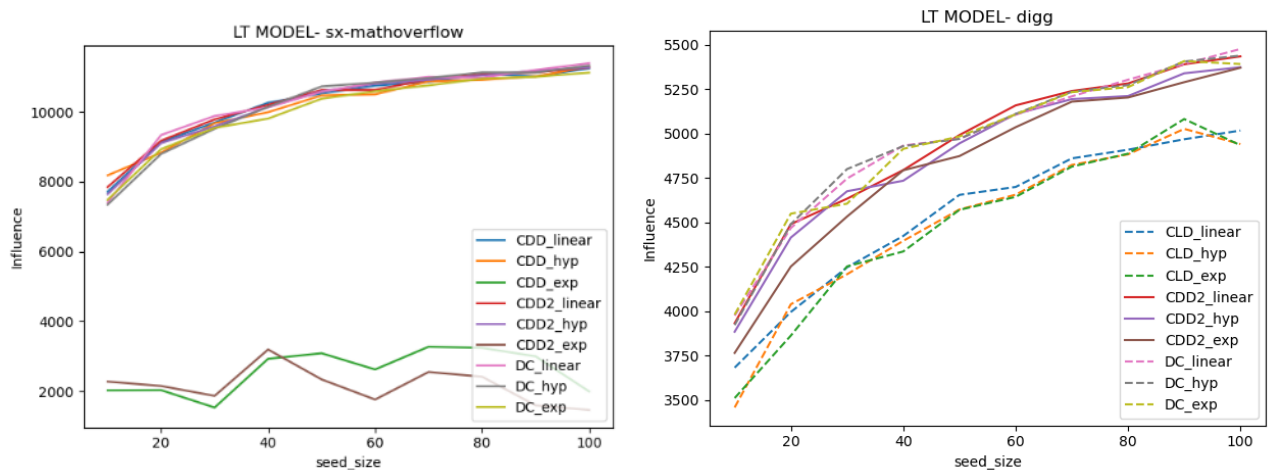 LT MODEL- sx-mathoverflow
Influence
10000
8000
6000
4000
2000
20 40 60 80 100
seed_size
CDD_linear
CDD_hyp
CDD_exp
CDD2_linear
CDD2_hyp
CDD2_exp
DC_linear
DC_hyp
DC_exp
LT MODEL- digg
Influence
5500
5250
5000
4750
4500
4250
4000
3750
3500
20 40 60 80 100
seed_size
CLD_linear
CLD_hyp
CLD_exp
CDD2_linear
CDD2_hyp
CDD2_exp
DC_linear
DC_hyp
DC_exp